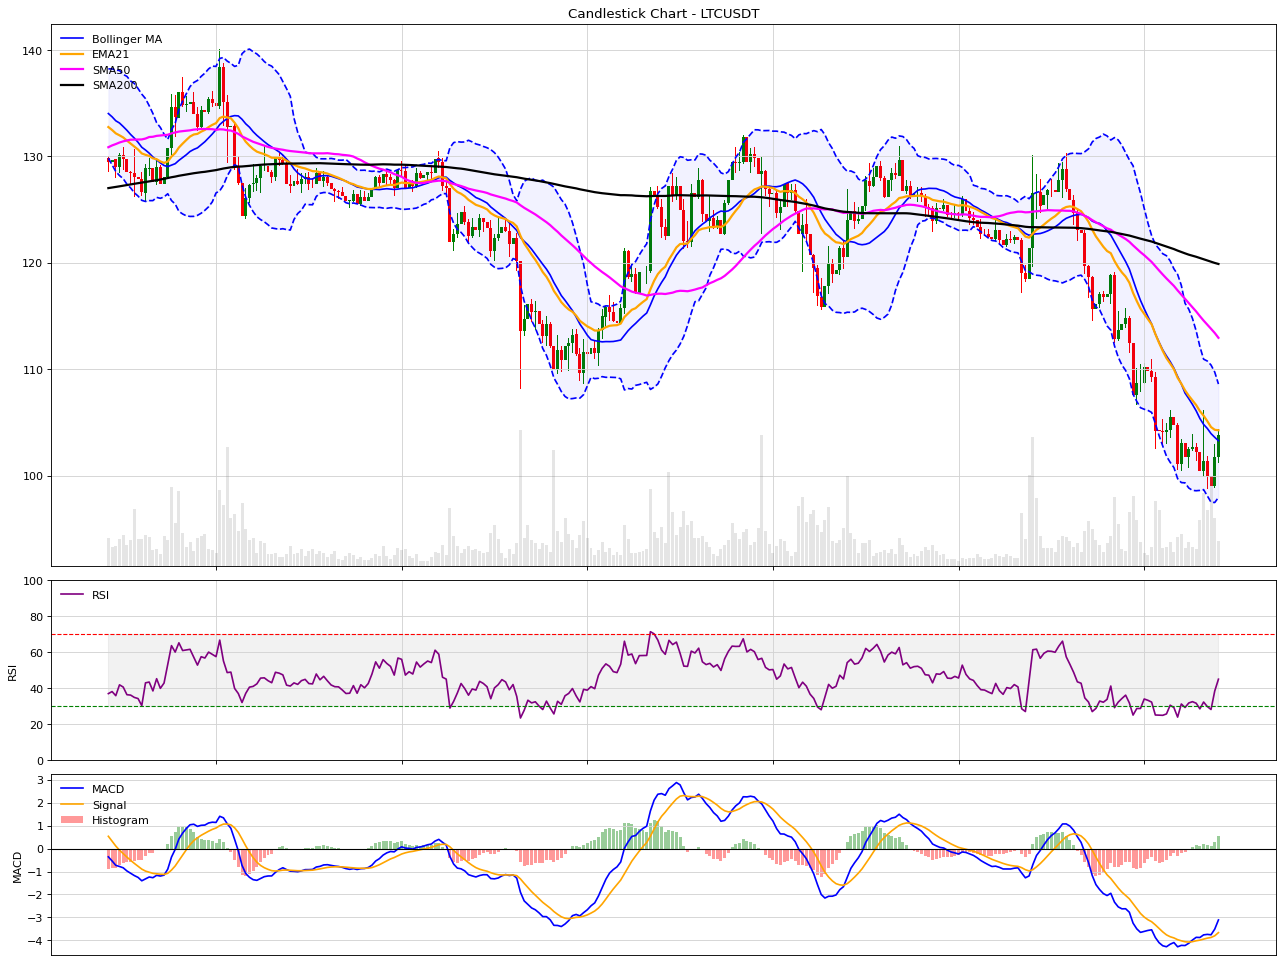 Candlestick Chart - LTCUSDT
Bollinger MA
EMA21
SMA50
SMA200
140
130
120
110
100
RSI
100
80
60
40
20
0
RSI
MACD
Signal
Histogram
3
2
1
0
−1
−2
−3
−4
MACD